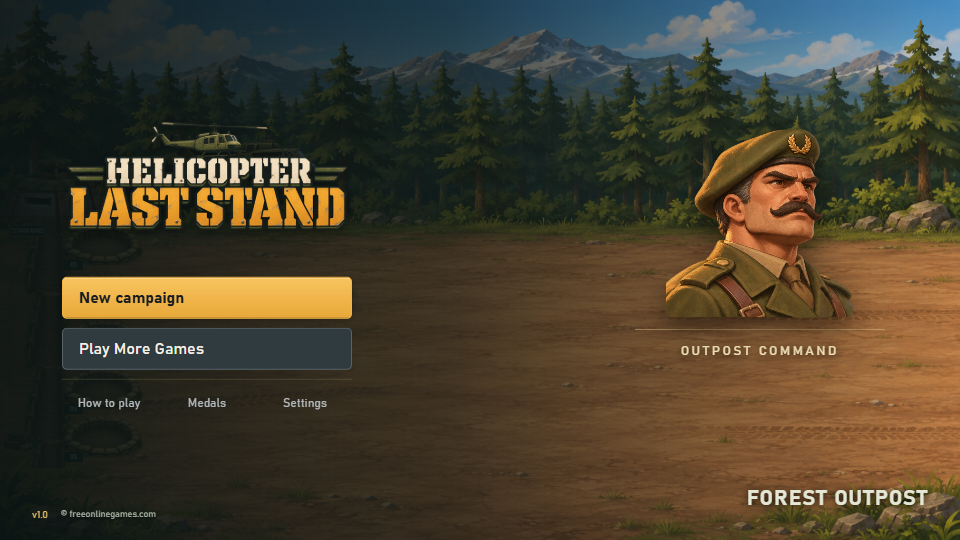 HELICOPTER
LAST STAND
New campaign
Play More Games
How to play Medals Settings
OUTPOST COMMAND
FOREST OUTPOST
v1.0 © freeonlinegames.com